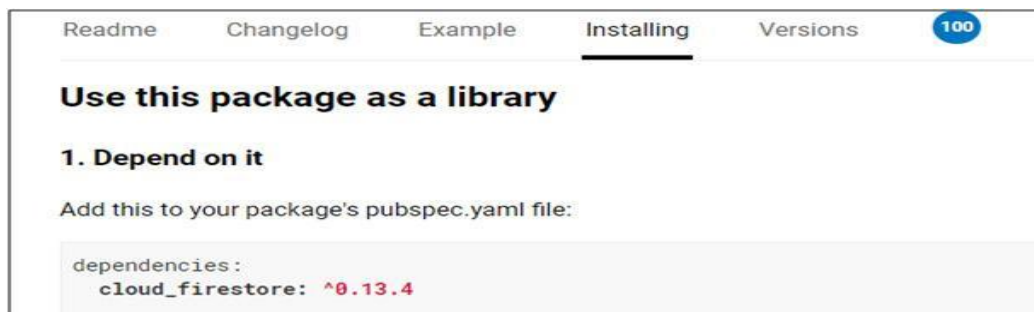 Readme Changelog Example Installing Versions 100
Use this package as a library
1. Depend on it
Add this to your package's pubspec.yaml file:
dependencies:
  cloud_firestore: ^0.13.4